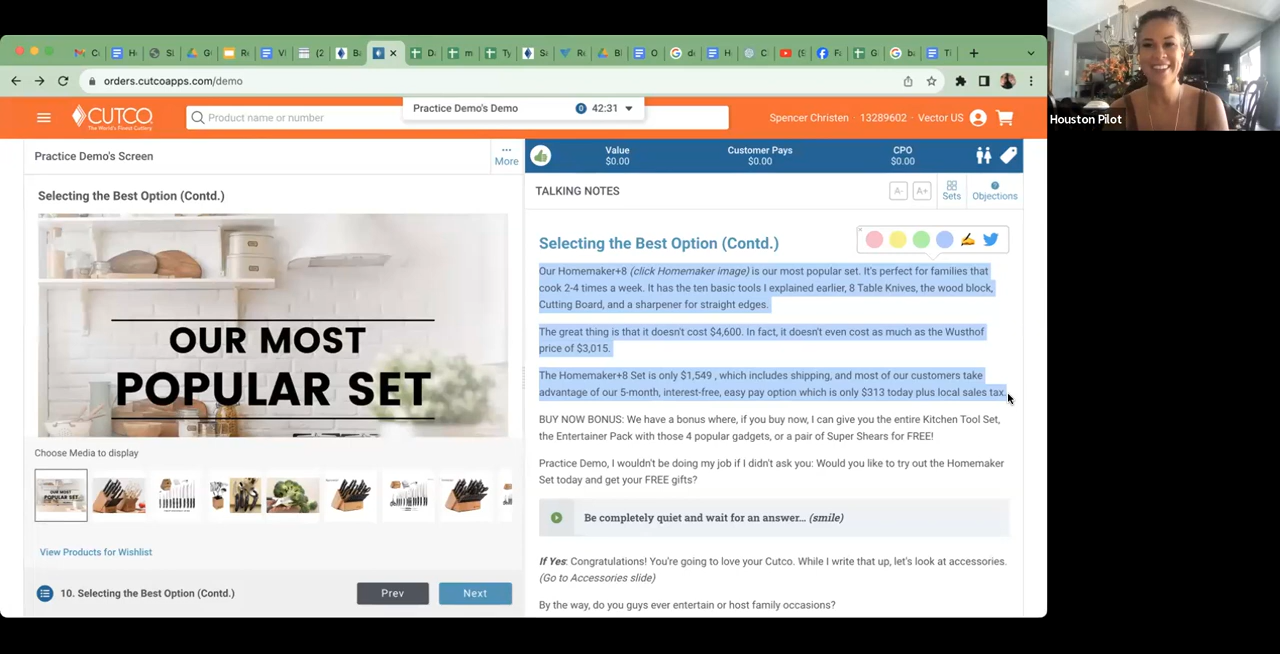 orders.cutcoapps.com/demo
Practice Demo's Demo 0 42:31
CUTCO
The World's Finest Cutlery
Product name or number
Spencer Christen · 13289602 · Vector US
Houston Pilot
Practice Demo's Screen
More
Value
$0.00
Customer Pays
$0.00
CPO
$0.00
Selecting the Best Option (Contd.)
OUR MOST
POPULAR SET
Choose Media to display
View Products for Wishlist
10. Selecting the Best Option (Contd.)
Prev
Next
TALKING NOTES
A-
A+
Sets
Objections
Selecting the Best Option (Contd.)
Our Homemaker+8 (click Homemaker image) is our most popular set. It's perfect for families that
cook 2-4 times a week. It has the ten basic tools I explained earlier, 8 Table Knives, the wood block,
Cutting Board, and a sharpener for straight edges.
The great thing is that it doesn't cost $4,600. In fact, it doesn't even cost as much as the Wusthof
price of $3,015.
The Homemaker+8 Set is only $1,549 , which includes shipping, and most of our customers take
advantage of our 5-month, interest-free, easy pay option which is only $313 today plus local sales tax.
BUY NOW BONUS: We have a bonus where, if you buy now, I can give you the entire Kitchen Tool Set,
the Entertainer Pack with those 4 popular gadgets, or a pair of Super Shears for FREE!
Practice Demo, I wouldn't be doing my job if I didn't ask you: Would you like to try out the Homemaker
Set today and get your FREE gifts?
Be completely quiet and wait for an answer... (smile)
If Yes: Congratulations! You're going to love your Cutco. While I write that up, let's look at accessories.
(Go to Accessories slide)
By the way, do you guys ever entertain or host family occasions?